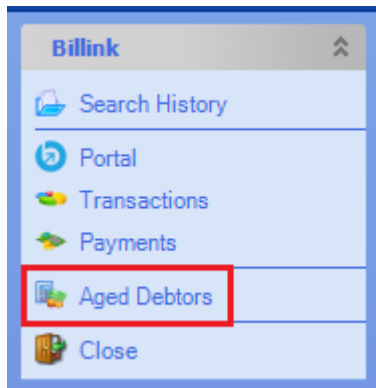 Billink
Search History
Portal
Transactions
Payments
Aged Debtors
Close